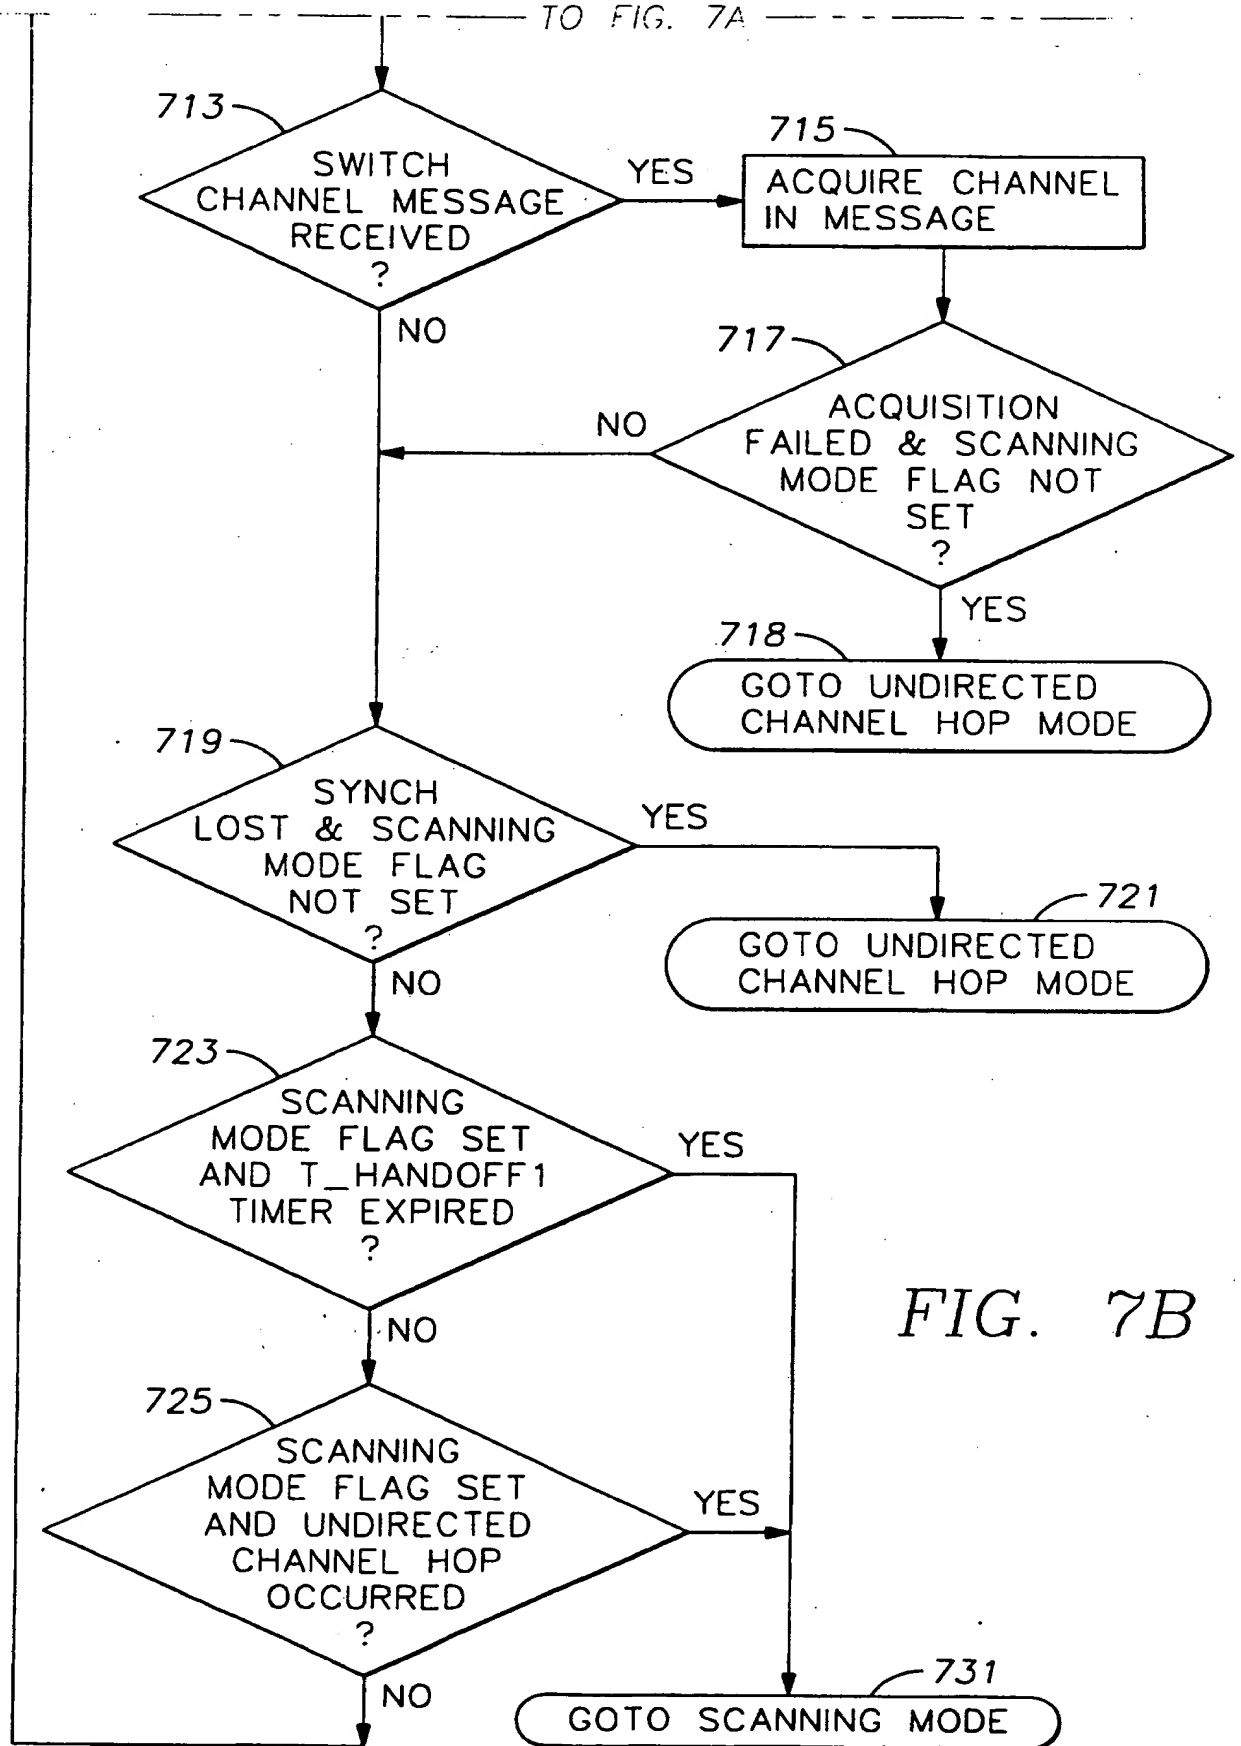 TO FIG. 7A
713
SWITCH
CHANNEL MESSAGE
RECEIVED
?
YES
NO
715
ACQUIRE CHANNEL
IN MESSAGE
717
ACQUISITION
FAILED & SCANNING
MODE FLAG NOT
SET
?
NO
YES
718
GOTO UNDIRECTED
CHANNEL HOP MODE
719
SYNCH
LOST & SCANNING
MODE FLAG
NOT SET
?
YES
NO
721
GOTO UNDIRECTED
CHANNEL HOP MODE
723
SCANNING
MODE FLAG SET
AND T_HANDOFF1
TIMER EXPIRED
?
YES
NO
FIG. 7B
725
SCANNING
MODE FLAG SET
AND UNDIRECTED
CHANNEL HOP
OCCURRED
?
YES
NO
731
GOTO SCANNING MODE